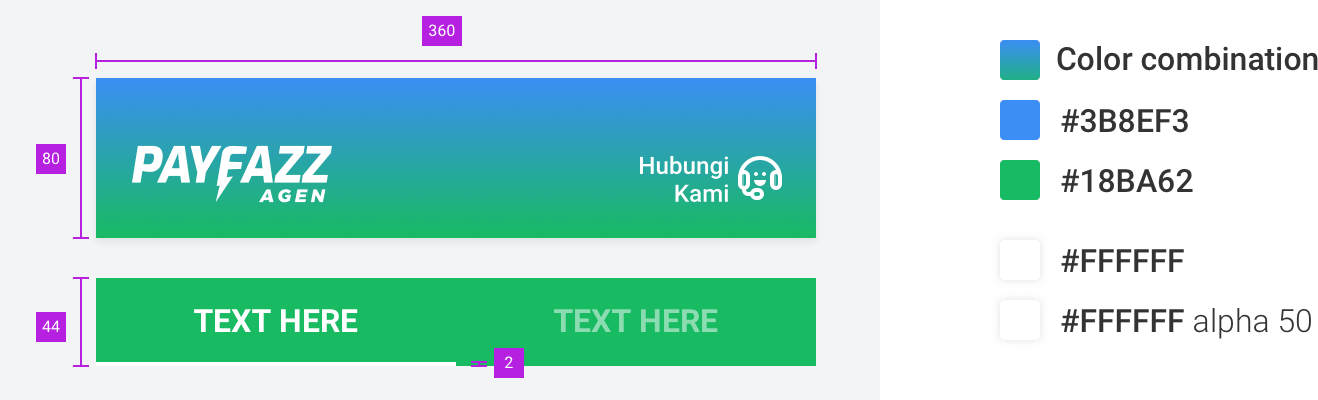 360
80
PAYFAZZ
AGEN
Hubungi
Kami
44
TEXT HERE
TEXT HERE
2
Color combination
#3B8EF3
#18BA62
#FFFFFF
#FFFFFF alpha 50